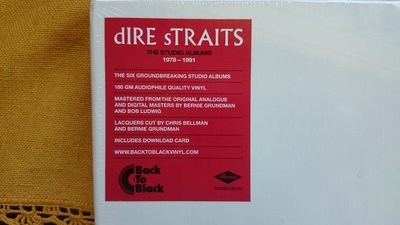 dIRE sTRAITS
THE STUDIO ALBUMS
1978 – 1991
THE SIX GROUNDBREAKING STUDIO ALBUMS
180 GM AUDIOPHILE QUALITY VINYL
MASTERED FROM THE ORIGINAL ANALOGUE
AND DIGITAL MASTERS BY BERNIE GRUNDMAN
AND BOB LUDWIG
LACQUERS CUT BY CHRIS BELLMAN
AND BERNIE GRUNDMAN
INCLUDES DOWNLOAD CARD
WWW.BACKTOBLACKVINYL.COM
Back
To
Black